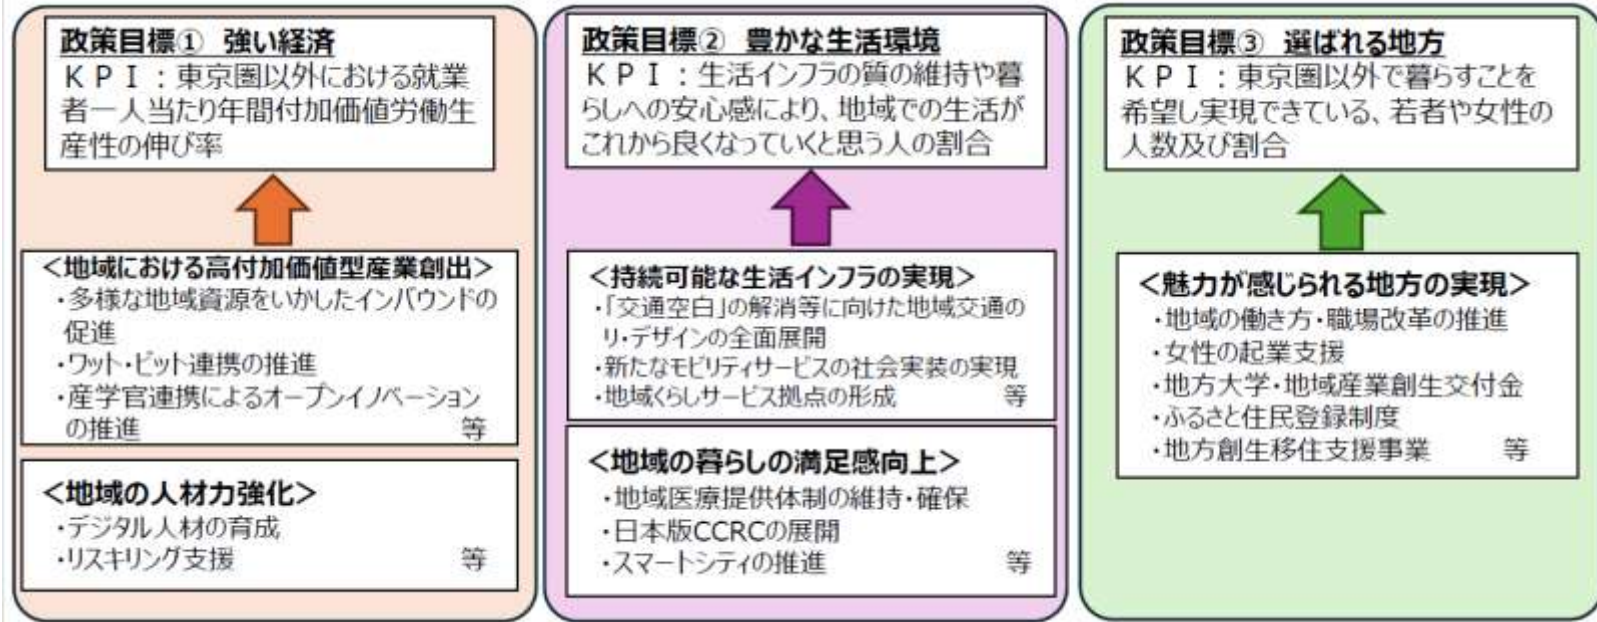 政策目標① 強い経済
KPI:東京圏以外における就業
者一人当たり年間付加価値労働生
産性の伸び率
<地域における高付加価値型産業創出>
・多様な地域資源をいかしたインバウンドの
促進
・ワット・ビット連携の推進
・産学官連携によるオープンイノベーション
の推進 等
<地域の人材力強化>
・デジタル人材の育成
・リスキリング支援 等
政策目標② 豊かな生活環境
KPI:生活インフラの質の維持や暮
らしへの安心感により、地域での生活が
これから良くなっていくと思う人の割合
<持続可能な生活インフラの実現>
・「交通空白」の解消等に向けた地域交通の
リ・デザインの全面展開
・新たなモビリティサービスの社会実装の実現
・地域くらしサービス拠点の形成 等
<地域の暮らしの満足感向上>
・地域医療提供体制の維持・確保
・日本版CCRCの展開
・スマートシティの推進 等
政策目標③ 選ばれる地方
KPI:東京圏以外で暮らすことを
希望し実現できている、若者や女性の
人数及び割合
<魅力が感じられる地方の実現>
・地域の働き方・職場改革の推進
・女性の起業支援
・地方大学・地域産業創生交付金
・ふるさと住民登録制度
・地方創生移住支援事業 等